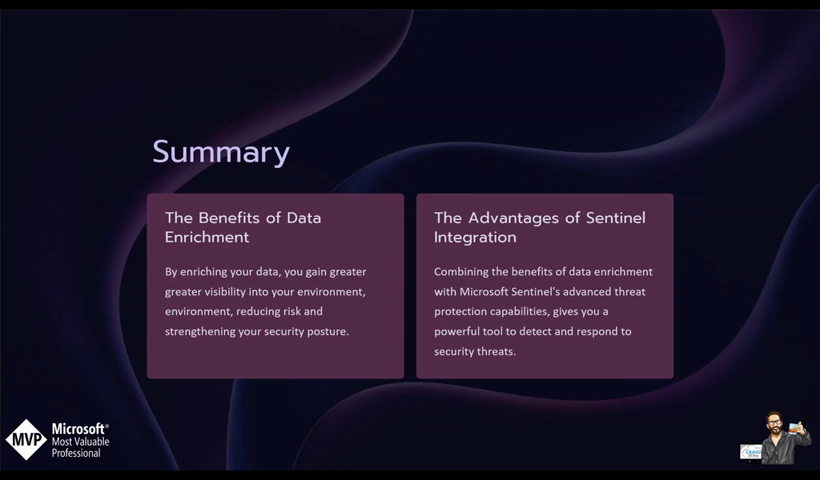 Summary
The Benefits of Data
Enrichment
By enriching your data, you gain greater
greater visibility into your environment,
environment, reducing risk and
strengthening your security posture.
The Advantages of Sentinel
Integration
Combining the benefits of data enrichment
with Microsoft Sentinel's advanced threat
protection capabilities, gives you a
powerful tool to detect and respond to
security threats.
MVP
Microsoft®
Most Valuable
Professional